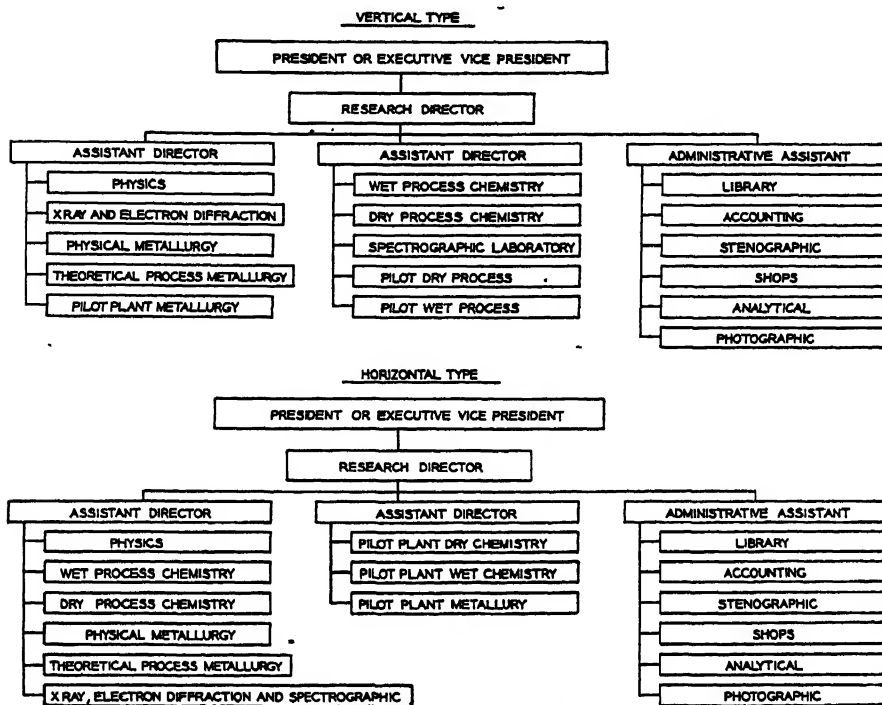 VERTICAL TYPE
PRESIDENT OR EXECUTIVE VICE PRESIDENT
RESEARCH DIRECTOR
ASSISTANT DIRECTOR
PHYSICS
X RAY AND ELECTRON DIFFRACTION
PHYSICAL METALLURGY
THEORETICAL PROCESS METALLURGY
PILOT PLANT METALLURGY
ASSISTANT DIRECTOR
WET PROCESS CHEMISTRY
DRY PROCESS CHEMISTRY
SPECTROGRAPHIC LABORATORY
PILOT DRY PROCESS
PILOT WET PROCESS
ADMINISTRATIVE ASSISTANT
LIBRARY
ACCOUNTING
STENOGRAPHIC
SHOPS
ANALYTICAL
PHOTOGRAPHIC
HORIZONTAL TYPE
PRESIDENT OR EXECUTIVE VICE PRESIDENT
RESEARCH DIRECTOR
ASSISTANT DIRECTOR
PHYSICS
WET PROCESS CHEMISTRY
DRY PROCESS CHEMISTRY
PHYSICAL METALLURGY
THEORETICAL PROCESS METALLURGY
X RAY, ELECTRON DIFFRACTION AND SPECTROGRAPHIC
ASSISTANT DIRECTOR
PILOT PLANT DRY CHEMISTRY
PILOT PLANT WET CHEMISTRY
PILOT PLANT METALLURY
ADMINISTRATIVE ASSISTANT
LIBRARY
ACCOUNTING
STENOGRAPHIC
SHOPS
ANALYTICAL
PHOTOGRAPHIC